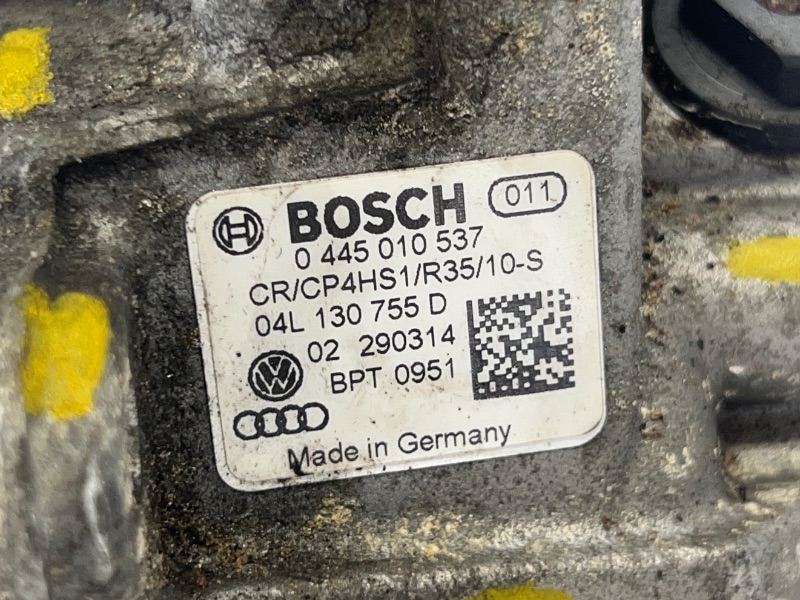 BOSCH 011
0 445 010 537
CR/CP4HS1/R35/10-S
04L 130 755 D
02 290314
BPT 0951
Made in Germany